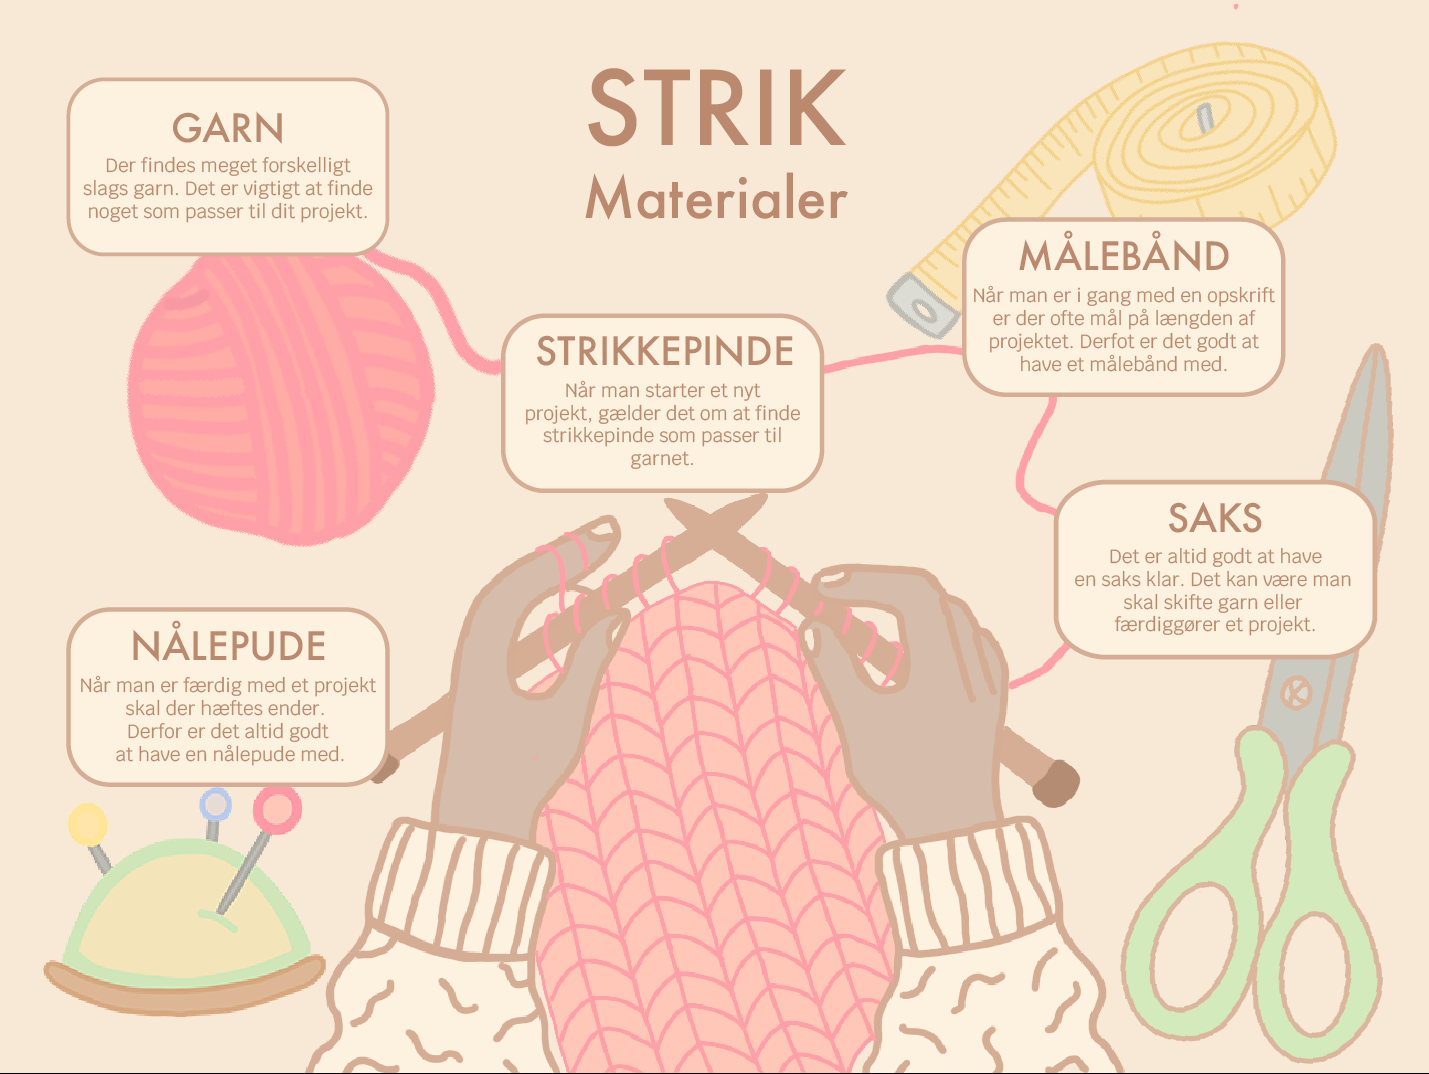 STRIK
Materialer
GARN
Der findes meget forskelligt
slags garn. Det er vigtigt at finde
noget som passer til dit projekt.
STRIKKEPINDE
Når man starter et nyt
projekt, gælder det om at finde
strikkepinde som passer til
garnet.
MÅLEBÅND
Når man er i gang med en opskrift
er der ofte mål på længden af
projektet. Derfot er det godt at
have et målebånd med.
SAKS
Det er altid godt at have
en saks klar. Det kan være man
skal skifte garn eller
færdiggører et projekt.
NÅLEPUDE
Når man er færdig med et projekt
skal der hæftes ender.
Derfor er det altid godt
at have en nålepude med.